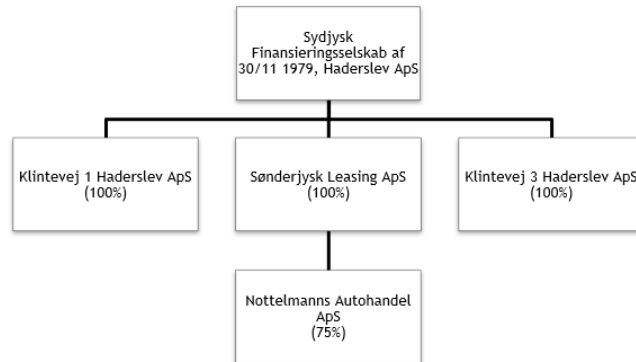 Sydjysk
Finansieringsselskab af
30/11 1979, Haderslev ApS
Klintevej 1 Haderslev ApS
(100%)
Sønderjysk Leasing ApS
(100%)
Klintevej 3 Haderslev ApS
(100%)
Nottelmanns Autohandel
ApS
(75%)